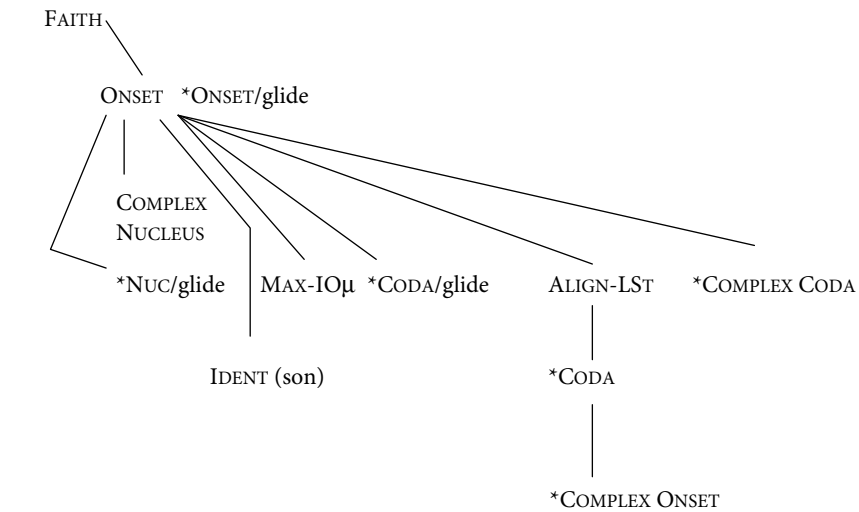 FAITH
ONSET *ONSET/glide
COMPLEX
NUCLEUS
*NUC/glide MAX-IOμ *CODA/glide ALIGN-LST *COMPLEX CODA
IDENT (son) *CODA
*COMPLEX ONSET